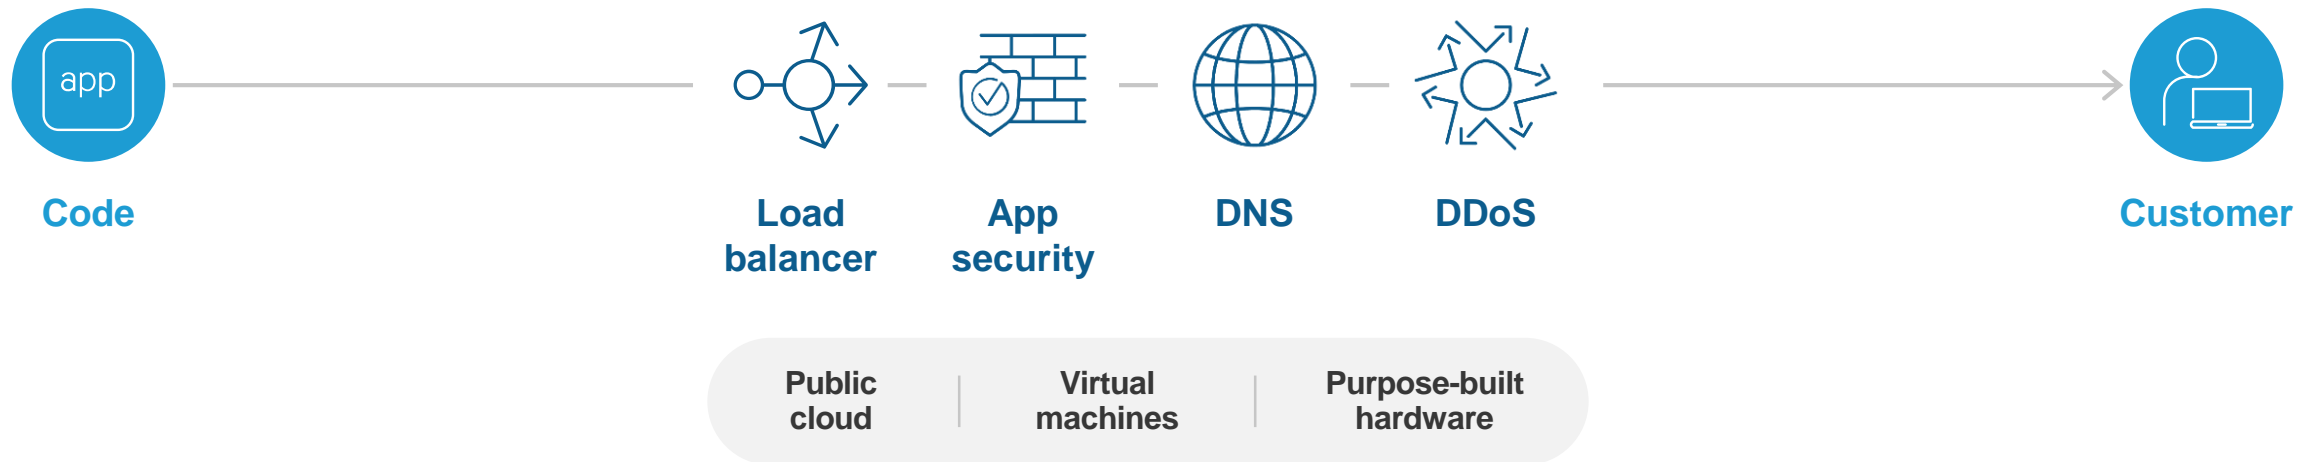 app
Code
Load
balancer
App
security
DNS
DDoS
Customer
Public
cloud
Virtual
machines
Purpose-built
hardware